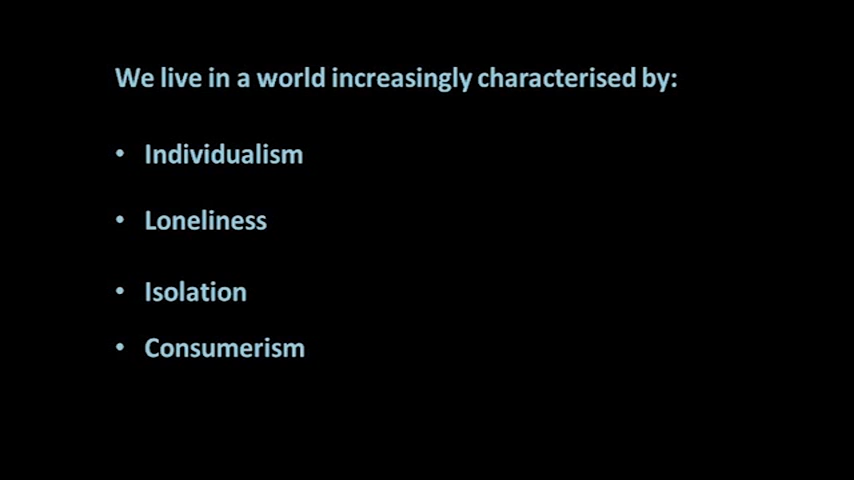 We live in a world increasingly characterised by:
• Individualism
• Loneliness
• Isolation
• Consumerism